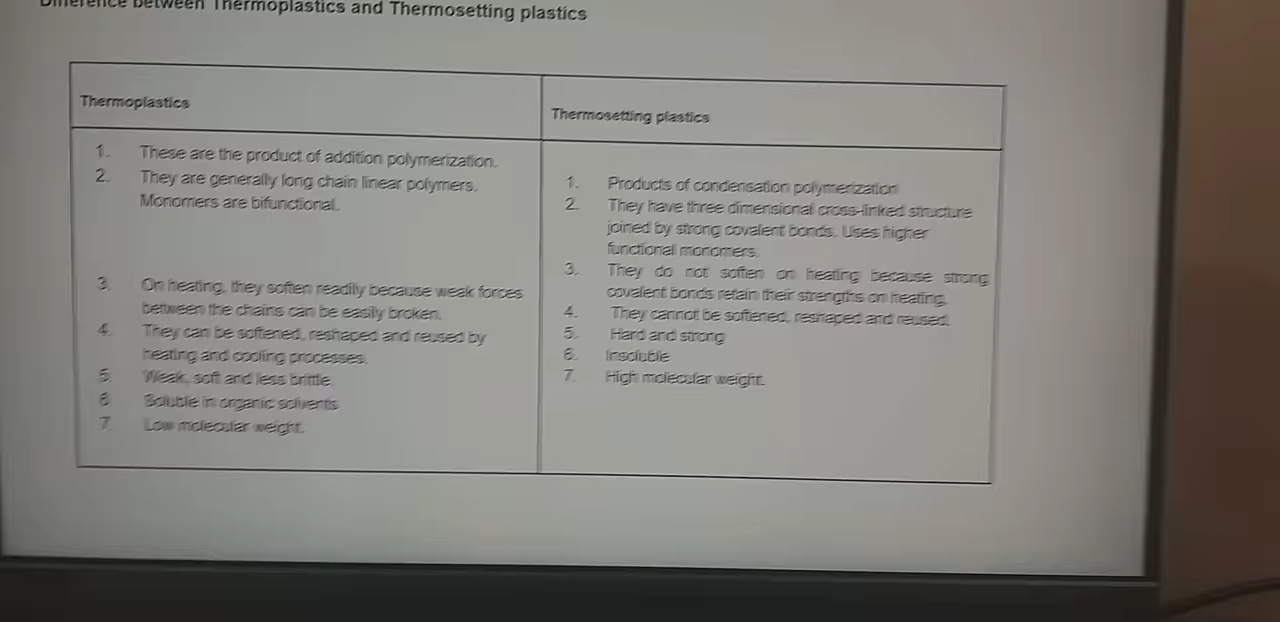 Difference between Thermoplastics and Thermosetting plastics
Thermoplastics
1. These are the product of addition polymerization.
2. They are generally long chain linear polymers.
Monomers are bifunctional.
3. On heating, they soften readily because weak forces
between the chains can be easily broken.
4. They can be softened, reshaped and reused by
heating and cooling processes.
5. Weak, soft and less brittle.
6 Soluble in organic solvents
7. Low molecular weight.
Thermosetting plastics
1. Products of condensation polymerization
2. They have three dimensional cross-linked structure
joined by strong covalent bonds. Uses higher
functional monomers.
3. They do not soften on heating because strong
covalent bonds retain their strengths on heating.
4. They cannot be softened, reshaped and reused.
5. Hard and strong
6. Insoluble
7. High molecular weight.